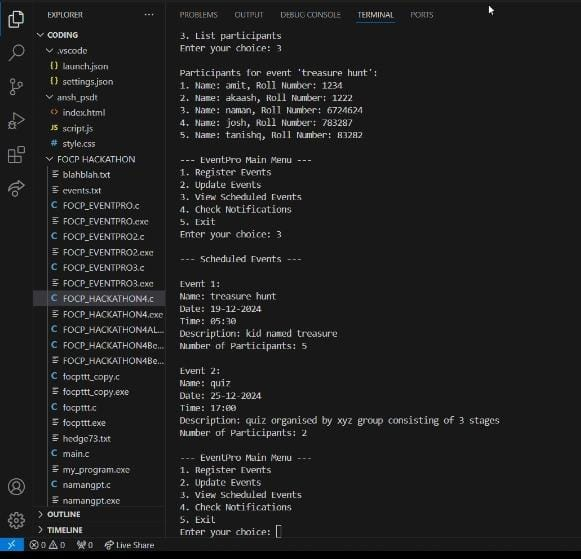 EXPLORER
CODING
.vscode
{} launch.json
{} settings.json
ansh_psdt
<> index.html
JS script.js
# style.css
FOCP HACKATHON
blahblah.txt
events.txt
C FOCP_EVENTPRO.c
FOCP_EVENTPRO.exe
C FOCP_EVENTPRO2.c
FOCP_EVENTPRO2.exe
C FOCP_EVENTPRO3.c
FOCP_EVENTPRO3.exe
C FOCP_HACKATHON4.c
FOCP_HACKATHON4.exe
C FOCP_HACKATHON4AL...
C FOCP_HACKATHON4Be...
FOCP_HACKATHON4Be...
C focpttt_copy.c
focpttt_copy.exe
C focpttt.c
focpttt.exe
hedge73.txt
C main.c
my_program.exe
C namangpt.c
namangpt.exe
OUTLINE
TIMELINE
PROBLEMS OUTPUT DEBUG CONSOLE TERMINAL PORTS
3. List participants
Enter your choice: 3
Participants for event 'treasure hunt':
1. Name: amit, Roll Number: 1234
2. Name: akaash, Roll Number: 1222
3. Name: naman, Roll Number: 6724624
4. Name: josh, Roll Number: 783287
5. Name: tanishq, Roll Number: 83282
--- EventPro Main Menu ---
1. Register Events
2. Update Events
3. View Scheduled Events
4. Check Notifications
5. Exit
Enter your choice: 3
--- Scheduled Events ---
Event 1:
Name: treasure hunt
Date: 19-12-2024
Time: 05:30
Description: kid named treasure
Number of Participants: 5
Event 2:
Name: quiz
Date: 25-12-2024
Time: 17:00
Description: quiz organised by xyz group consisting of 3 stages
Number of Participants: 2
--- EventPro Main Menu ---
1. Register Events
2. Update Events
3. View Scheduled Events
4. Check Notifications
5. Exit
Enter your choice:
0 0 0 Live Share